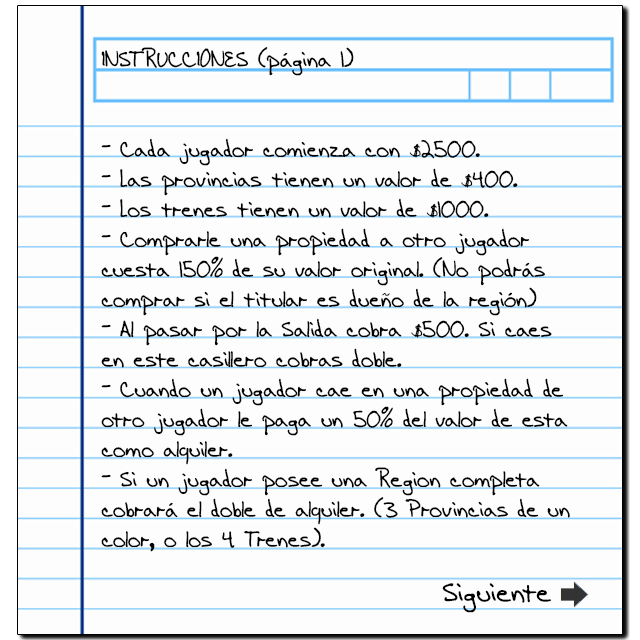 INSTRUCCIONES (página 1)
- Cada jugador comienza con $2500.
- Las provincias tienen un valor de $400.
- Los trenes tienen un valor de $1000.
- Comprarle una propiedad a otro jugador
cuesta 150% de su valor original. (No podrás
comprar si el titular es dueño de la región)
- Al pasar por la Salida cobra $500. Si caes
en este casillero cobras doble.
- Cuando un jugador cae en una propiedad de
otro jugador le paga un 50% del valor de esta
como alquiler.
- Si un jugador posee una Region completa
cobrará el doble de alquiler. (3 Provincias de un
color, o los 4 Trenes).
Siguiente